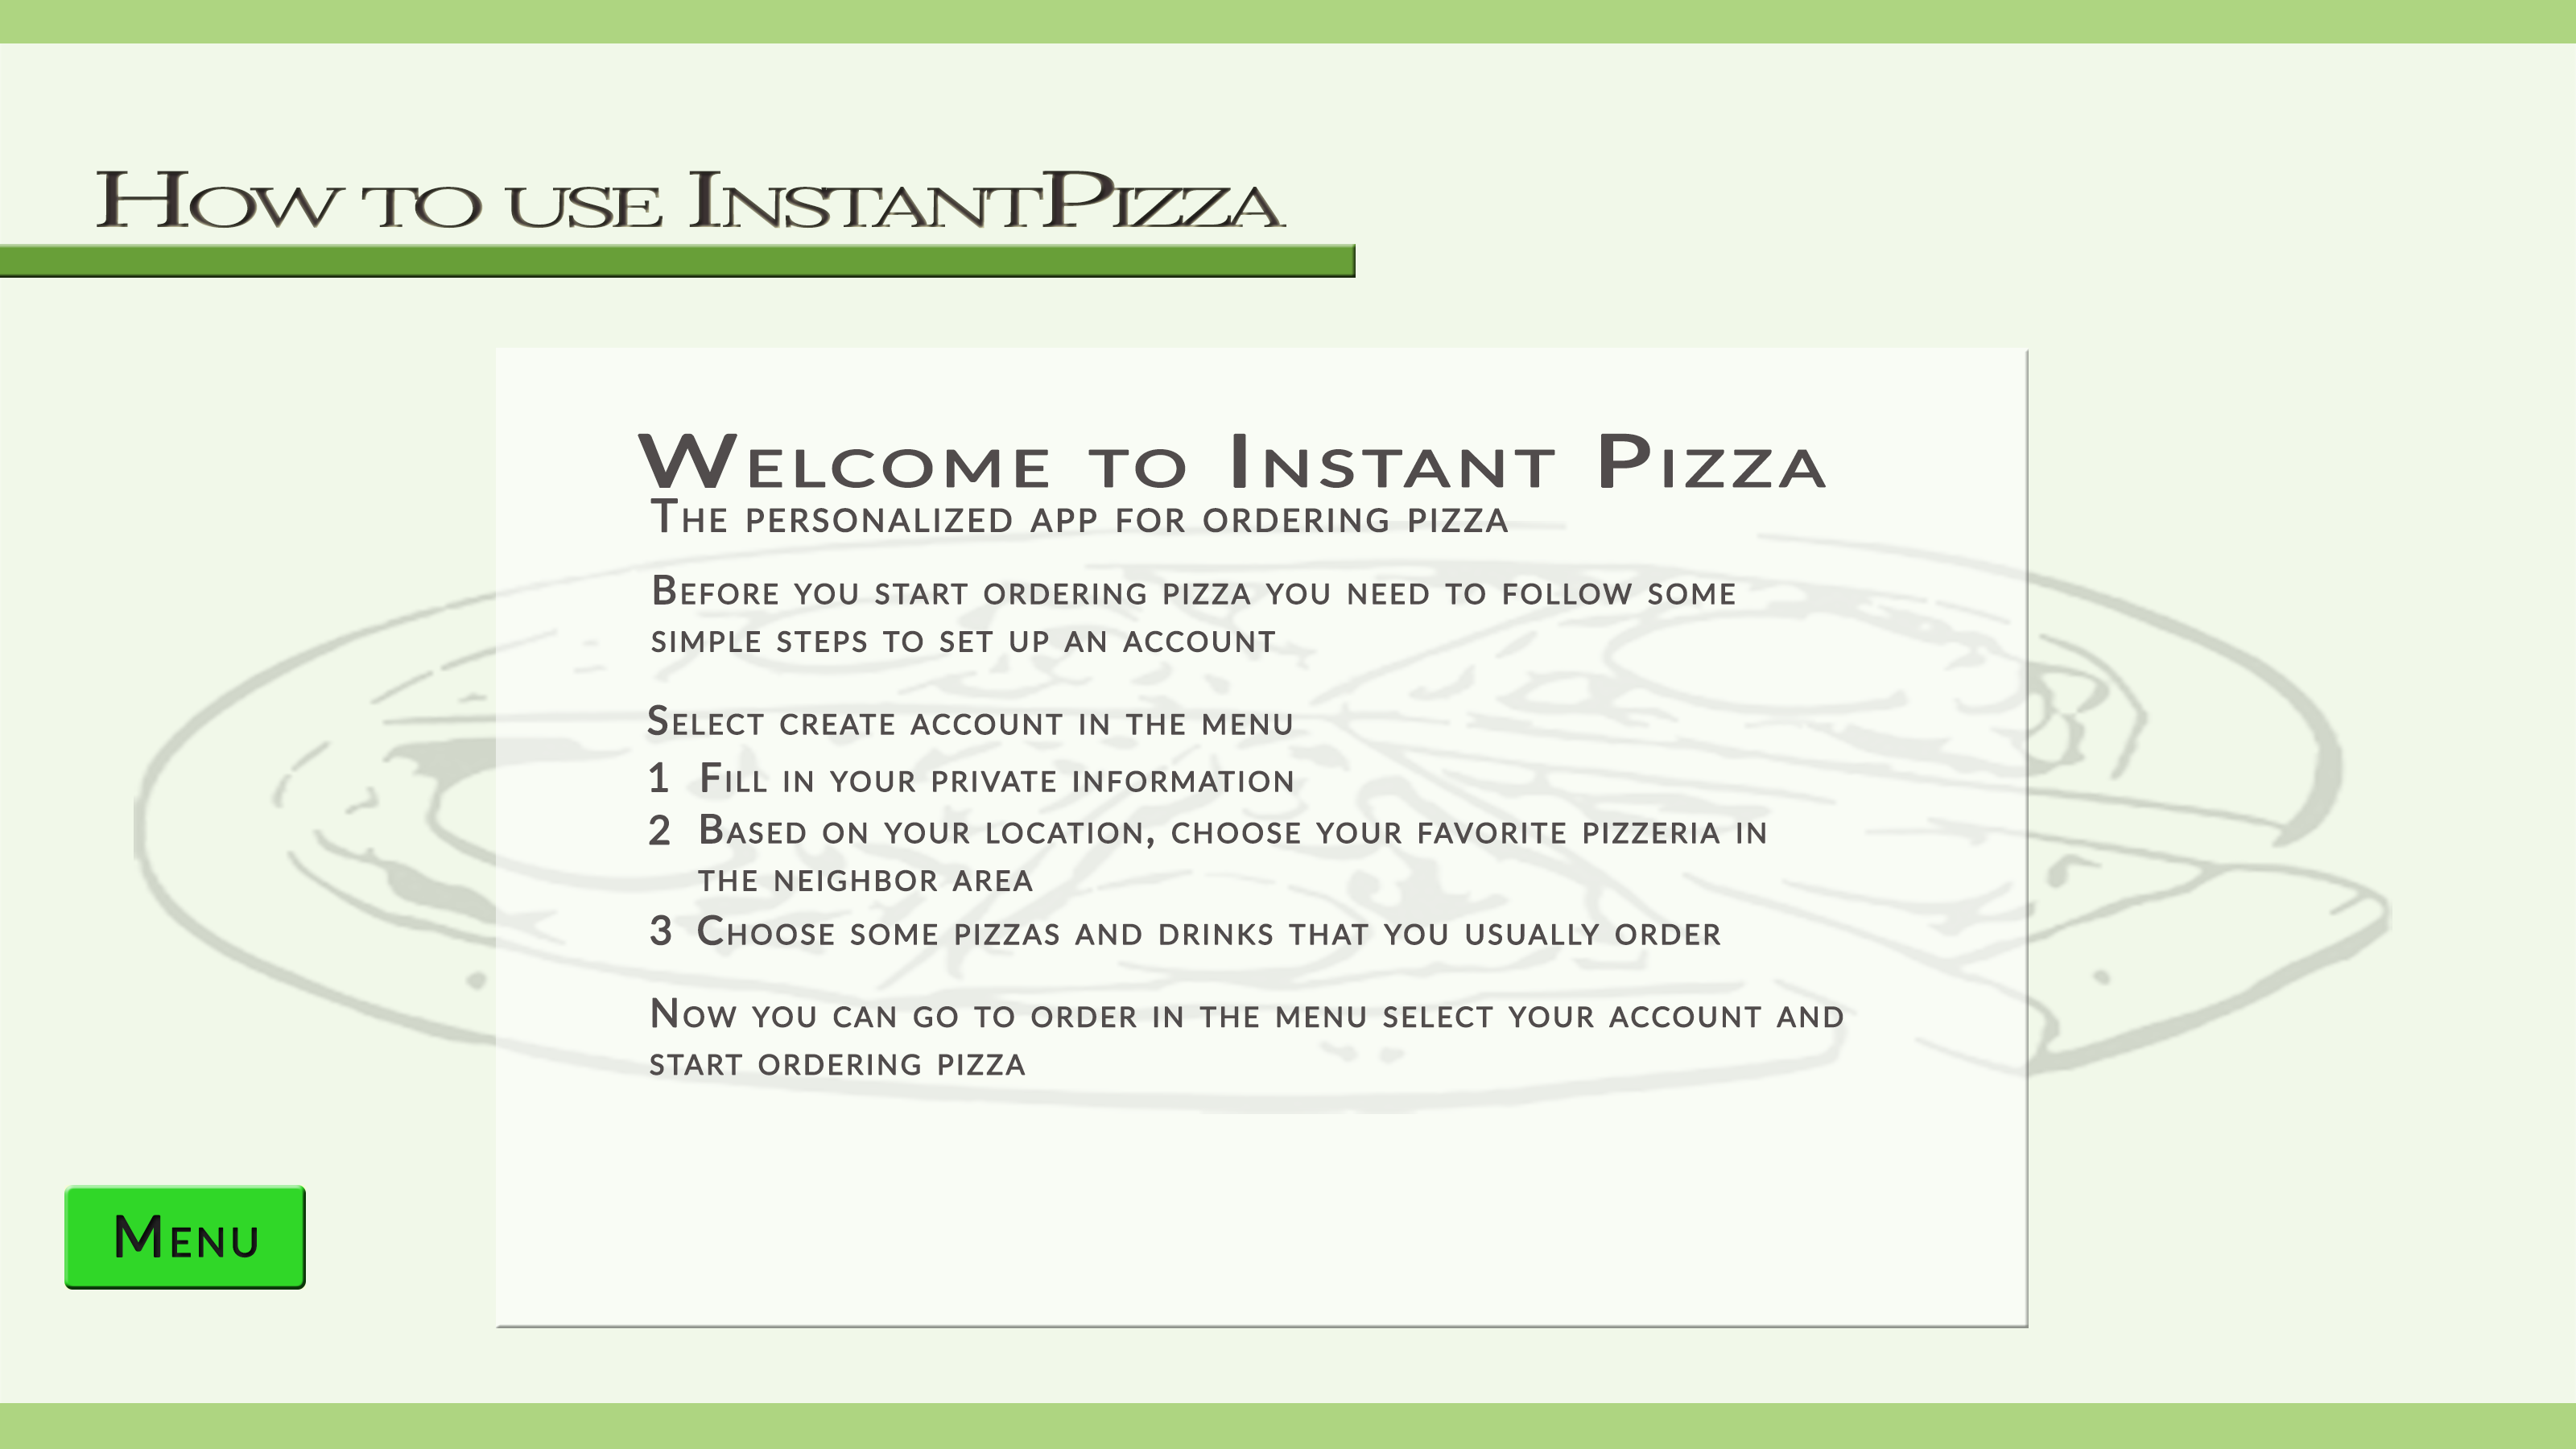 How to use InstantPizza
Welcome to Instant Pizza
The personalized app for ordering pizza
Before you start ordering pizza you need to follow some
simple steps to set up an account
Select create account in the menu
1 Fill in your private information
2 Based on your location, choose your favorite pizzeria in
the neighbor area
3 Choose some pizzas and drinks that you usually order
Now you can go to order in the menu select your account and
start ordering pizza
Menu